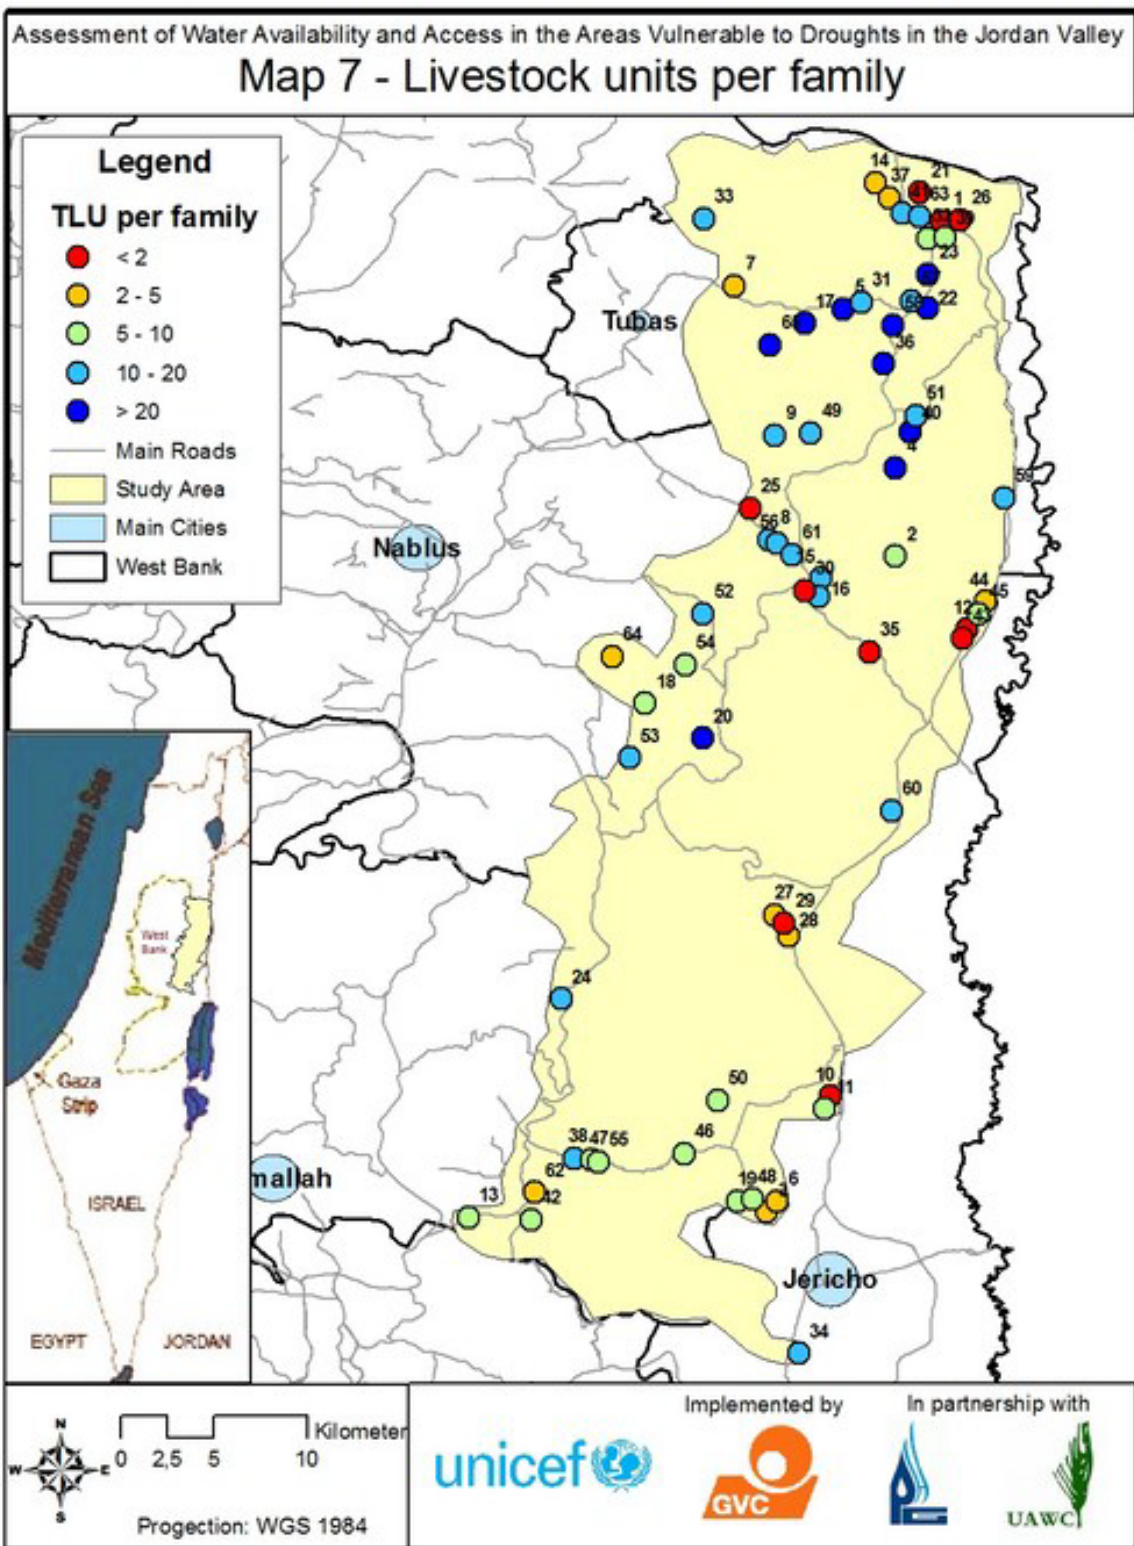 Assessment of Water Availability and Access in the Areas Vulnerable to Droughts in the Jordan Valley
Map 7 - Livestock units per family
Legend
TLU per family
< 2
2 - 5
5 - 10
10 - 20
> 20
Main Roads
Study Area
Main Cities
West Bank
14
21
37
63
1
26
33
23
7
31
5
17
22
Tubas
36
51
9
49
4
59
25
8
56
61
2
Nablus
30
16
44
45
52
12
35
64
54
18
20
53
60
27
29
28
24
10
50
38
47
55
46
62
13
42
19
48
6
mallah
Jericho
34
Mediterranean Sea
West
Bank
Gaza
Strip
ISRAEL
EGYPT
JORDAN
N
W
E
S
Kilometer
0 2,5 5 10
Progection: WGS 1984
unicef
Implemented by
GVC
In partnership with
UAWC